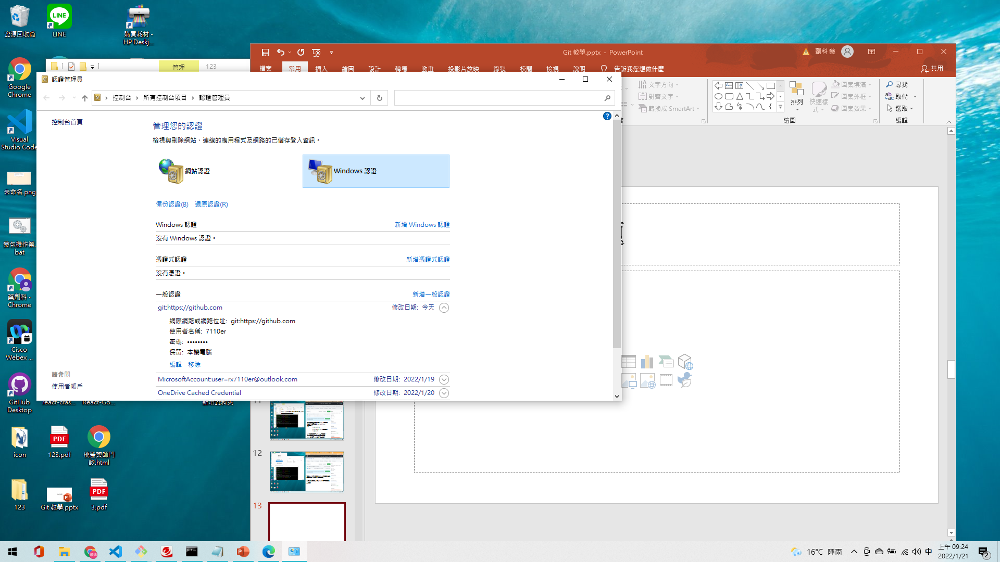 資源回收筒
LINE
購買耗材 -
HP Deskj...
Google
Chrome
Visual
Studio Code
未命名.png
藥包機作業.
bat
藥劑科 -
Chrome
Cisco
Webex ...
GitHub
Desktop
react-cras...
React-Go...
新增資料夾
icon
123.pdf
桃醫藥師門
診.html
123
Git 教學.pptx
3.pdf
管理
123
Git 教學.pptx - PowerPoint
劑科 藥
檔案
常用
插入
繪圖
設計
轉場
動畫
投影片放映
錄製
校閱
檢視
說明
告訴我您想做什麼
共用
文字方向
對齊文字
轉換成 SmartArt
排列
快速樣
式
圖案填滿
圖案外框
圖案效果
繪圖
尋找
取代
選取
編輯
認證管理員
控制台
所有控制台項目
認證管理員
控制台首頁
管理您的認證
檢視與刪除網站、連線的應用程式及網路的已儲存登入資訊。
網站認證
Windows 認證
備份認證(B)
還原認證(R)
Windows 認證
新增 Windows 認證
沒有 Windows 認證。
憑證式認證
新增憑證式認證
沒有憑證。
一般認證
新增一般認證
git:https://github.com
修改日期: 今天
網際網路或網路位址: git:https://github.com
使用者名稱: 7110er
密碼: ••••••••
保留: 本機電腦
編輯
移除
MicrosoftAccount:user=rx7110er@outlook.com
修改日期: 2022/1/19
OneDrive Cached Credential
修改日期: 2022/1/20
請參閱
使用者帳戶
12
13
16°C 陣雨
中
上午 09:24
2022/1/21
2